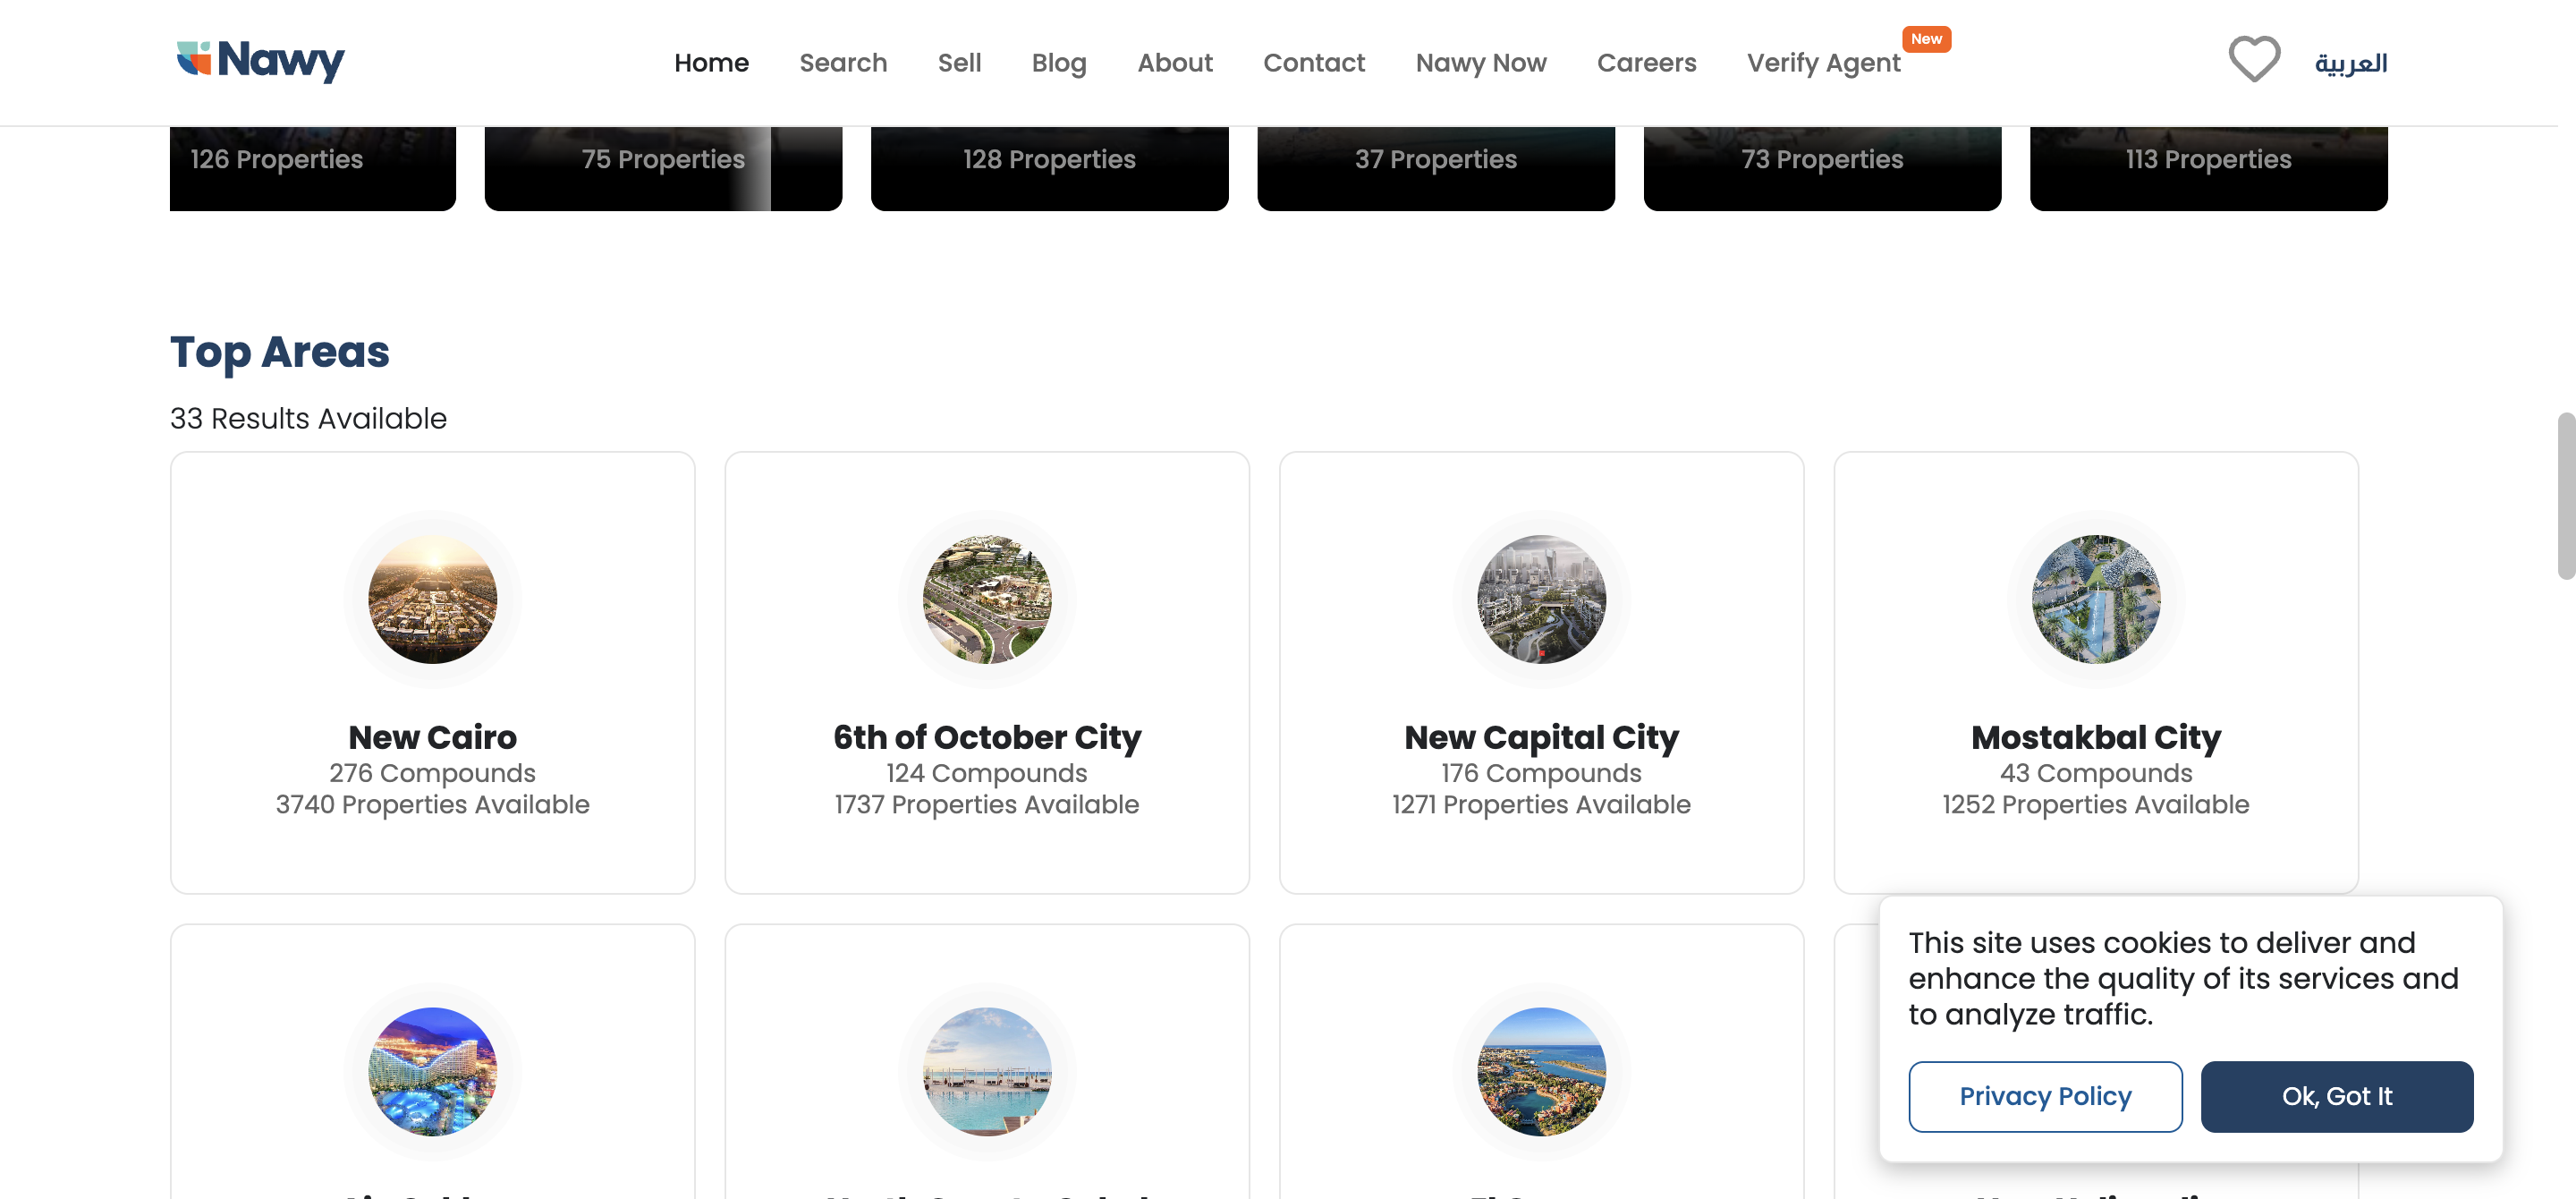 Nawy
Home
Search
Sell
Blog
About
Contact
Nawy Now
Careers
Verify Agent
New
العربية
126 Properties
75 Properties
128 Properties
37 Properties
73 Properties
113 Properties
Top Areas
33 Results Available
New Cairo
276 Compounds
3740 Properties Available
6th of October City
124 Compounds
1737 Properties Available
New Capital City
176 Compounds
1271 Properties Available
Mostakbal City
43 Compounds
1252 Properties Available
This site uses cookies to deliver and
enhance the quality of its services and
to analyze traffic.
Privacy Policy
Ok, Got It